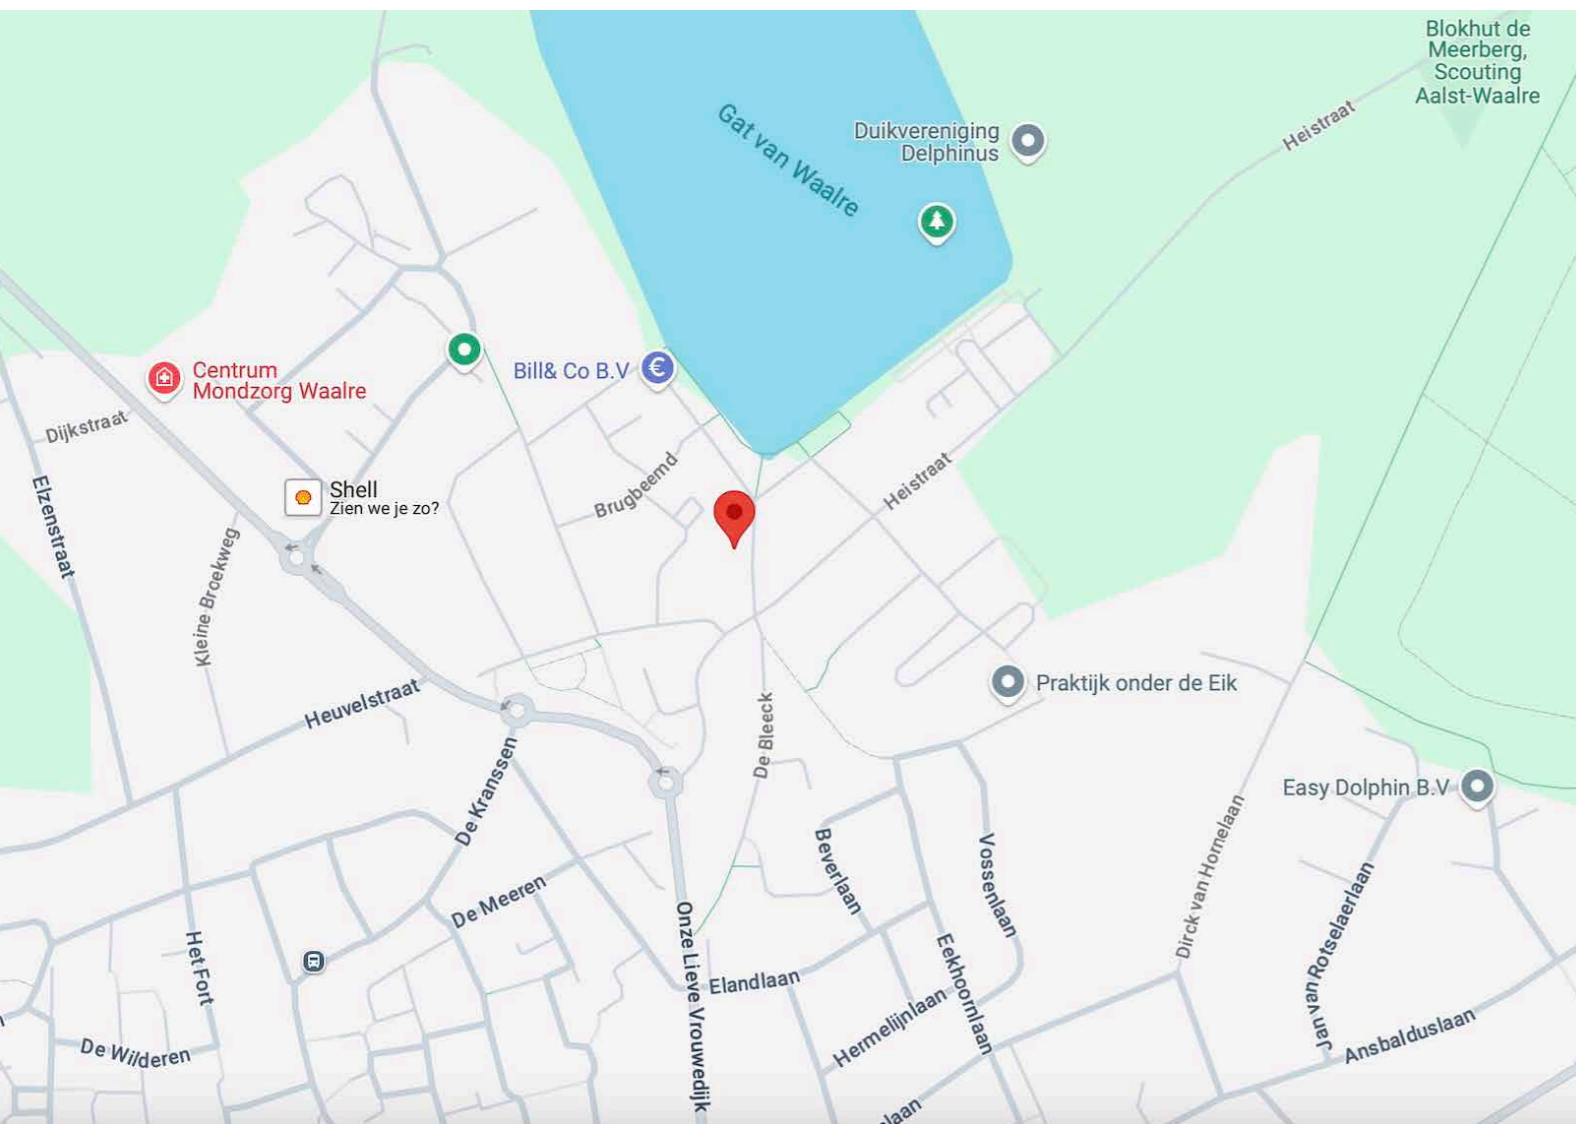 Blokhut de
Meerberg,
Scouting
Aalst-Waalre
Heistraat
Gat van Waalre
Duikvereniging
Delphinus
Centrum
Mondzorg Waalre
Bill& Co B.V
€
Dijkstraat
Elzenstraat
Shell
Zien we je zo?
Brugbeemd
Heistraat
Kleine Broekweg
Heuvelstraat
Praktijk onder de Eik
De Bleeck
De Kranssen
Easy Dolphin B.V
Beverlaan
Vossenlaan
Dirck van Hornelaan
Jan van Rotselaerlaan
De Meeren
Onze Lieve Vrouwedijk
Het Fort
Elandlaan
Eekhoornlaan
Hermelijnlaan
De Wilderen
Ansbalduslaan
laan